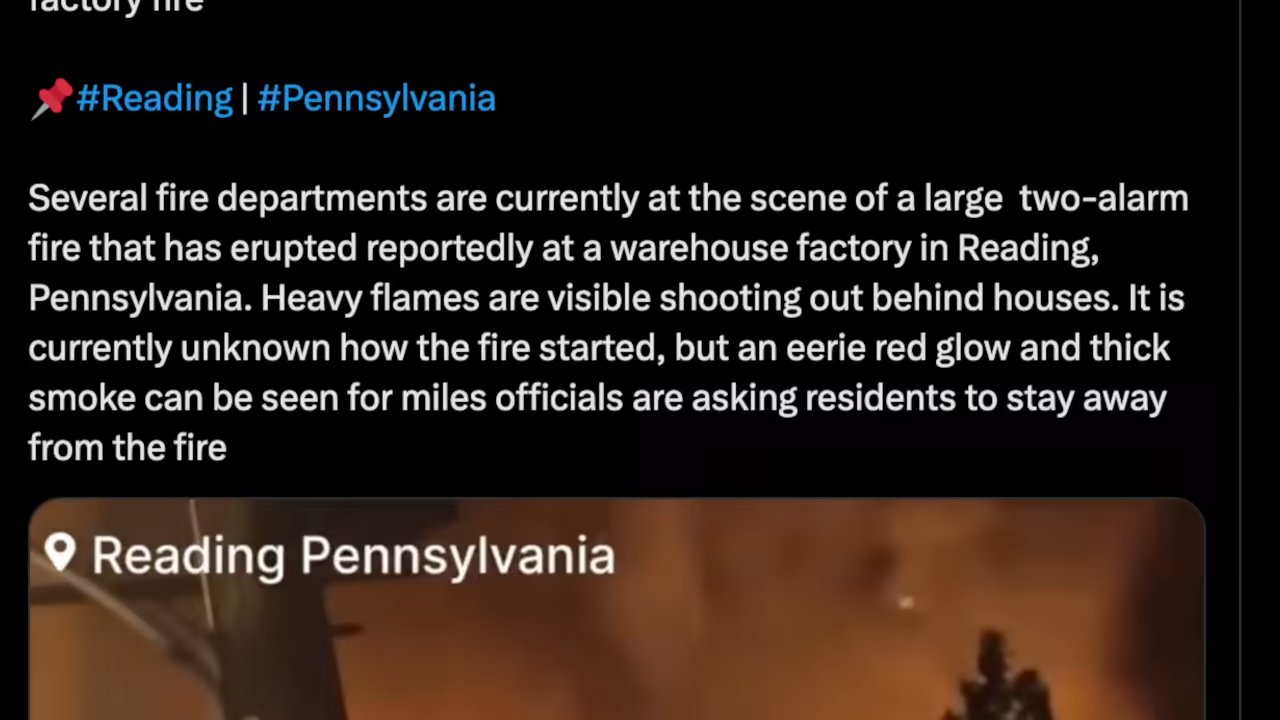 factory fire
📌#Reading | #Pennsylvania
Several fire departments are currently at the scene of a large  two-alarm
fire that has erupted reportedly at a warehouse factory in Reading,
Pennsylvania. Heavy flames are visible shooting out behind houses. It is
currently unknown how the fire started, but an eerie red glow and thick
smoke can be seen for miles officials are asking residents to stay away
from the fire
Reading Pennsylvania